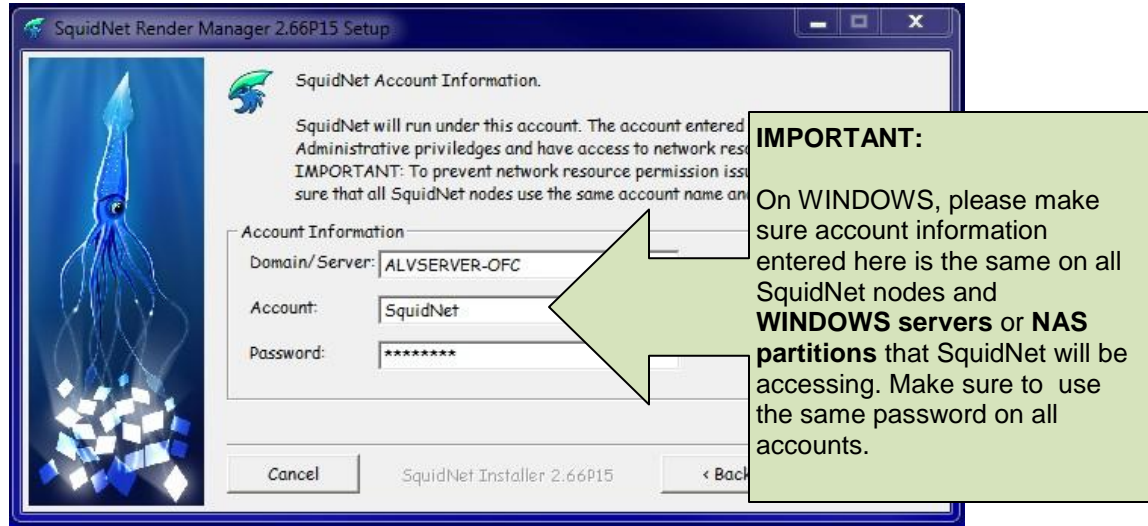 SquidNet Render Manager 2.66P15 Setup
SquidNet Account Information.
SquidNet will run under this account. The account entered
Administrative priviledges and have access to network
IMPORTANT: To prevent network resource permission
sure that all SquidNet nodes use the same account name
Account Information
Domain/Server: ALVSERVER-OFC
Account: SquidNet
Password: ********
Cancel
SquidNet Installer 2.66P15
< Back
IMPORTANT:
On WINDOWS, please make
sure account information
entered here is the same on all
SquidNet nodes and
WINDOWS servers or NAS
partitions that SquidNet will be
accessing. Make sure to use
the same password on all
accounts.